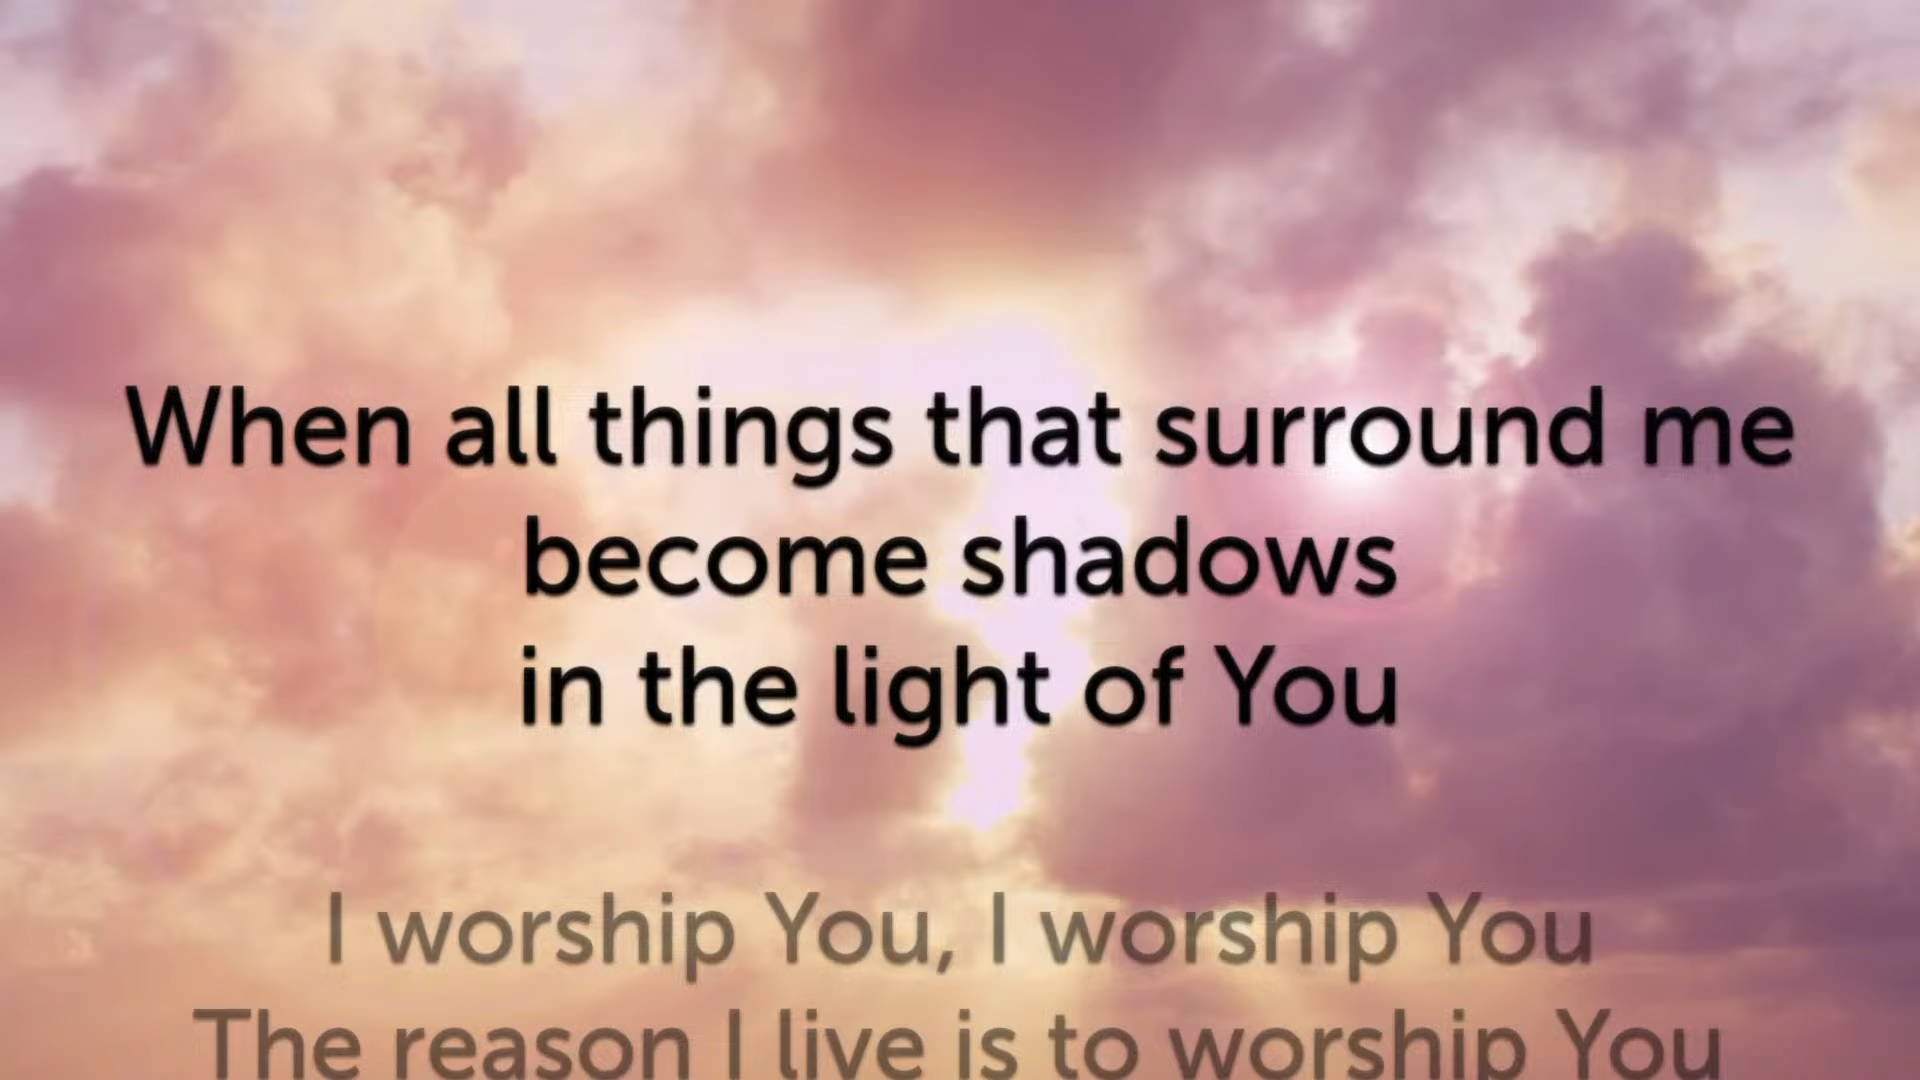 When all things that surround me
become shadows
in the light of You
I worship You, I worship You
The reason I live is to worship You